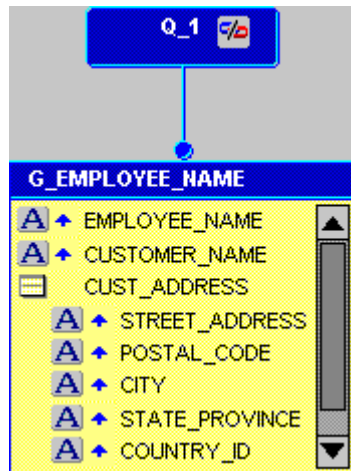 Q_1
G_EMPLOYEE_NAME
A EMPLOYEE_NAME
A CUSTOMER_NAME
CUST_ADDRESS
A STREET_ADDRESS
A POSTAL_CODE
A CITY
A STATE_PROVINCE
A COUNTRY_ID